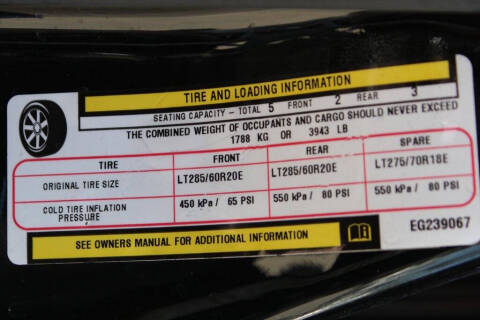 TIRE AND LOADING INFORMATION
SEATING CAPACITY – TOTAL 5 FRONT 2 REAR 3
THE COMBINED WEIGHT OF OCCUPANTS AND CARGO SHOULD NEVER EXCEED
1788 KG OR 3943 LB
TIRE FRONT REAR SPARE
ORIGINAL TIRE SIZE LT285/60R20E LT285/60R20E LT275/70R18E
COLD TIRE INFLATION PRESSURE 450 kPa/ 65 PSI 550 kPa/ 80 PSI 550 kPa/ 80 PSI
SEE OWNERS MANUAL FOR ADDITIONAL INFORMATION
EG239067